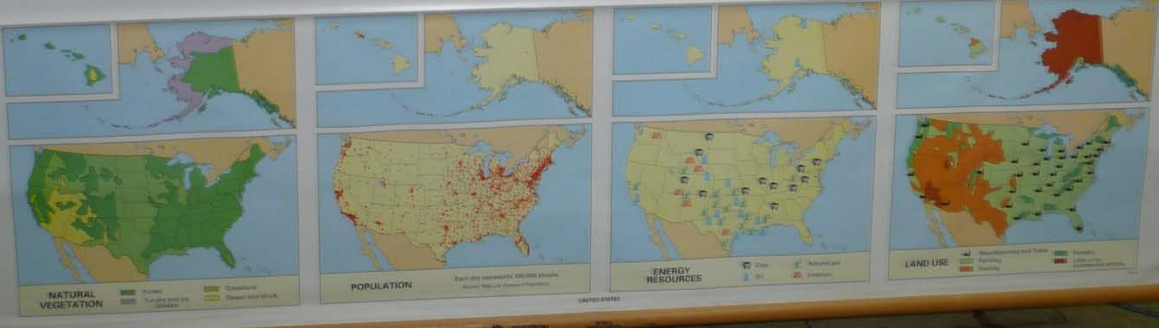 NATURAL
VEGETATION
Forest
Grassland
Tundra and ice
Desert and shrub
POPULATION
Each dot represents 100,000 people.
ENERGY
RESOURCES
Coal
Oil
Natural gas
Uranium
LAND USE
Manufacturing and Trade
Farming
Grazing
Forestry
UNITED STATES